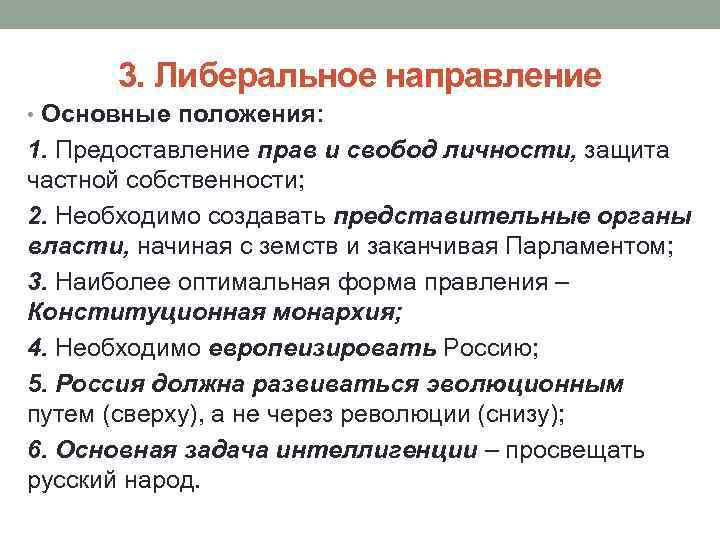 3. Либеральное направление
• Основные положения:
1. Предоставление прав и свобод личности, защита
частной собственности;
2. Необходимо создавать представительные органы
власти, начиная с земств и заканчивая Парламентом;
3. Наиболее оптимальная форма правления –
Конституционная монархия;
4. Необходимо европеизировать Россию;
5. Россия должна развиваться эволюционным
путем (сверху), а не через революции (снизу);
6. Основная задача интеллигенции – просвещать
русский народ.